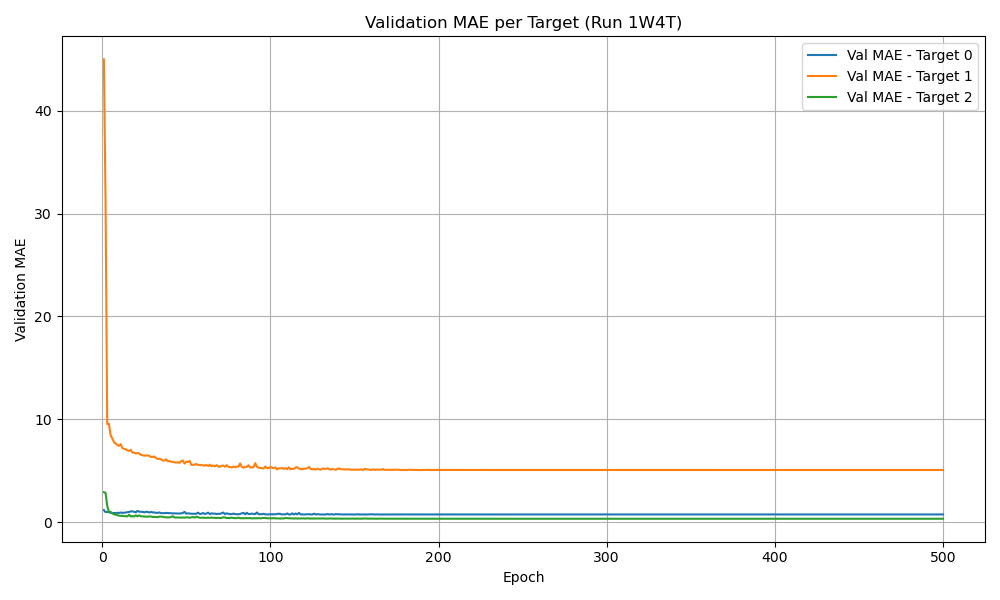 Validation MAE per Target (Run 1W4T)
Val MAE - Target 0
Val MAE - Target 1
Val MAE - Target 2
Validation MAE
40
30
20
10
0
0 100 200 300 400 500
Epoch